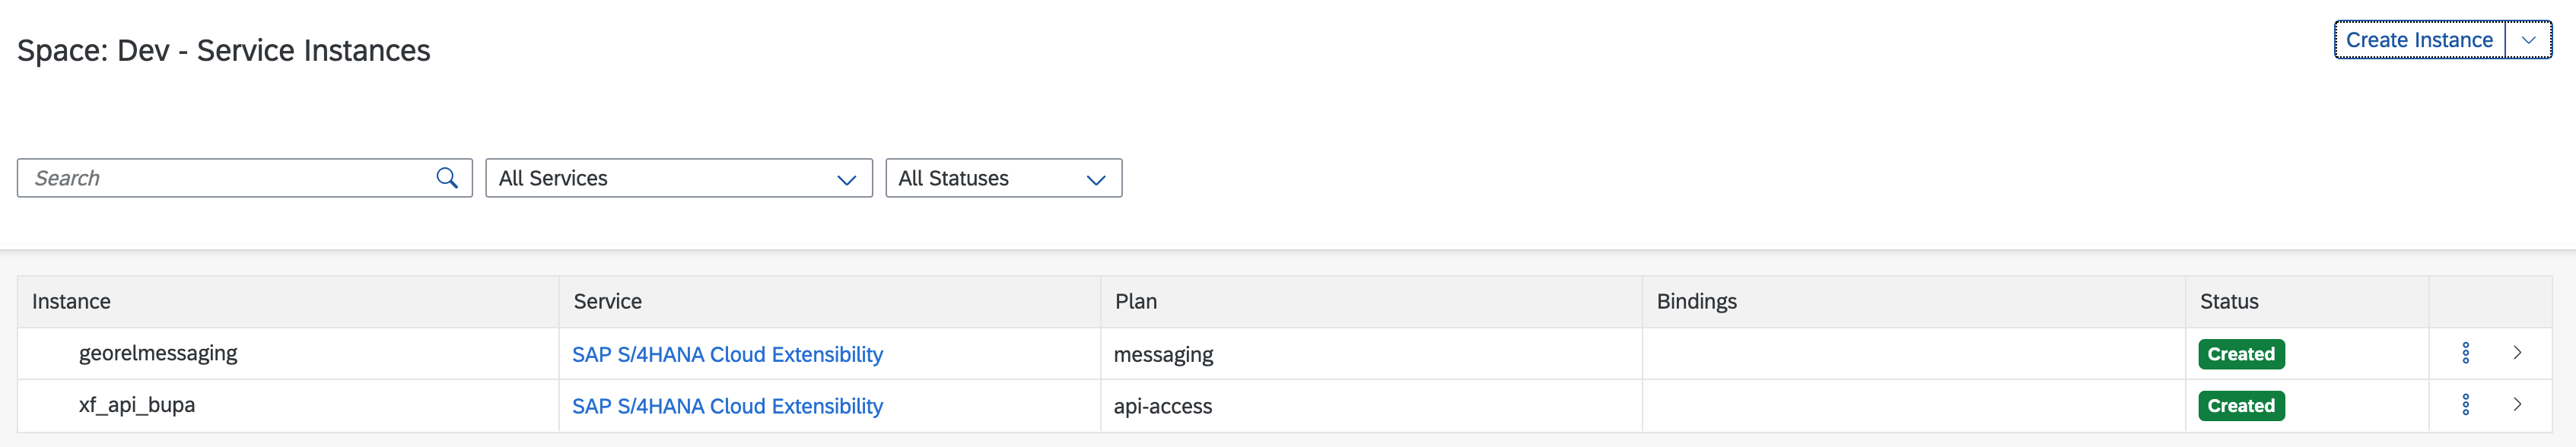 Space: Dev - Service Instances
Create Instance
Search
All Services
All Statuses
Instance Service Plan Bindings Status
georelmessaging SAP S/4HANA Cloud Extensibility messaging Created
xf_api_bupa SAP S/4HANA Cloud Extensibility api-access Created